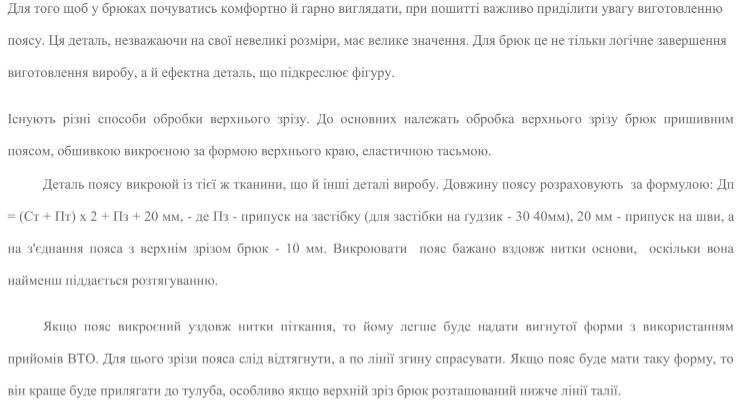 Для того щоб у брюках почуватись комфортно й гарно виглядати, при пошитті важливо приділити увагу виготовленню
поясу. Ця деталь, незважаючи на свої невеликі розміри, має велике значення. Для брюк це не тільки логічне завершення
виготовлення виробу, а й ефектна деталь, що підкреслює фігуру.
Існують різні способи обробки верхнього зрізу. До основних належать обробка верхнього зрізу брюк пришивним
поясом, обшивкою викроєною за формою верхнього краю, еластичною тасьмою.
Деталь поясу викроюй із тієї ж тканини, що й інші деталі виробу. Довжину поясу розраховують за формулою: Дп
= (Ст + Пт) х 2 + Пз + 20 мм, - де Пз - припуск на застібку (для застібки на ґудзик - 30 40мм), 20 мм - припуск на шви, а
на з'єднання пояса з верхнім зрізом брюк - 10 мм. Викроювати пояс бажано вздовж нитки основи, оскільки вона
найменш піддається розтягуванню.
Якщо пояс викроєний уздовж нитки піткання, то йому легше буде надати вигнутої форми з використанням
прийомів ВТО. Для цього зрізи пояса слід відтягнути, а по лінії згину спрасувати. Якщо пояс буде мати таку форму, то
він краще буде прилягати до тулуба, особливо якщо верхній зріз брюк розташований нижче лінії талії.